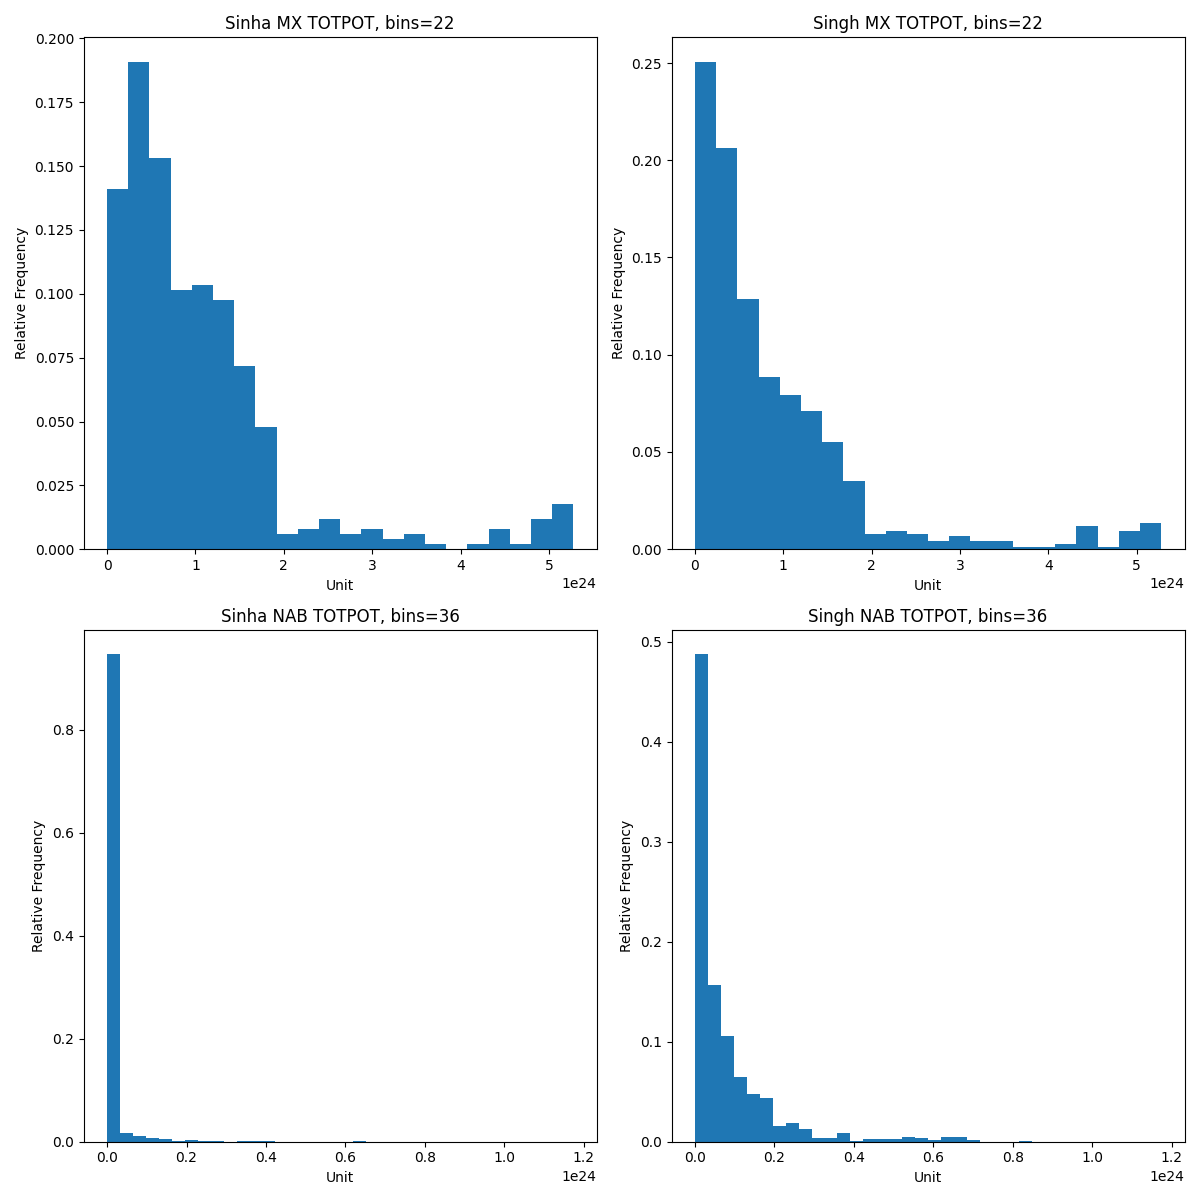 Sinha MX TOTPOT, bins=22
Relative Frequency
0.200
0.175
0.150
0.125
0.100
0.075
0.050
0.025
0.000
0 1 2 3 4 5
1e24
Unit
Singh MX TOTPOT, bins=22
Relative Frequency
0.25
0.20
0.15
0.10
0.05
0.00
0 1 2 3 4 5
1e24
Unit
Sinha NAB TOTPOT, bins=36
Relative Frequency
0.8
0.6
0.4
0.2
0.0
0.0 0.2 0.4 0.6 0.8 1.0 1.2
1e24
Unit
Singh NAB TOTPOT, bins=36
Relative Frequency
0.5
0.4
0.3
0.2
0.1
0.0
0.0 0.2 0.4 0.6 0.8 1.0 1.2
1e24
Unit